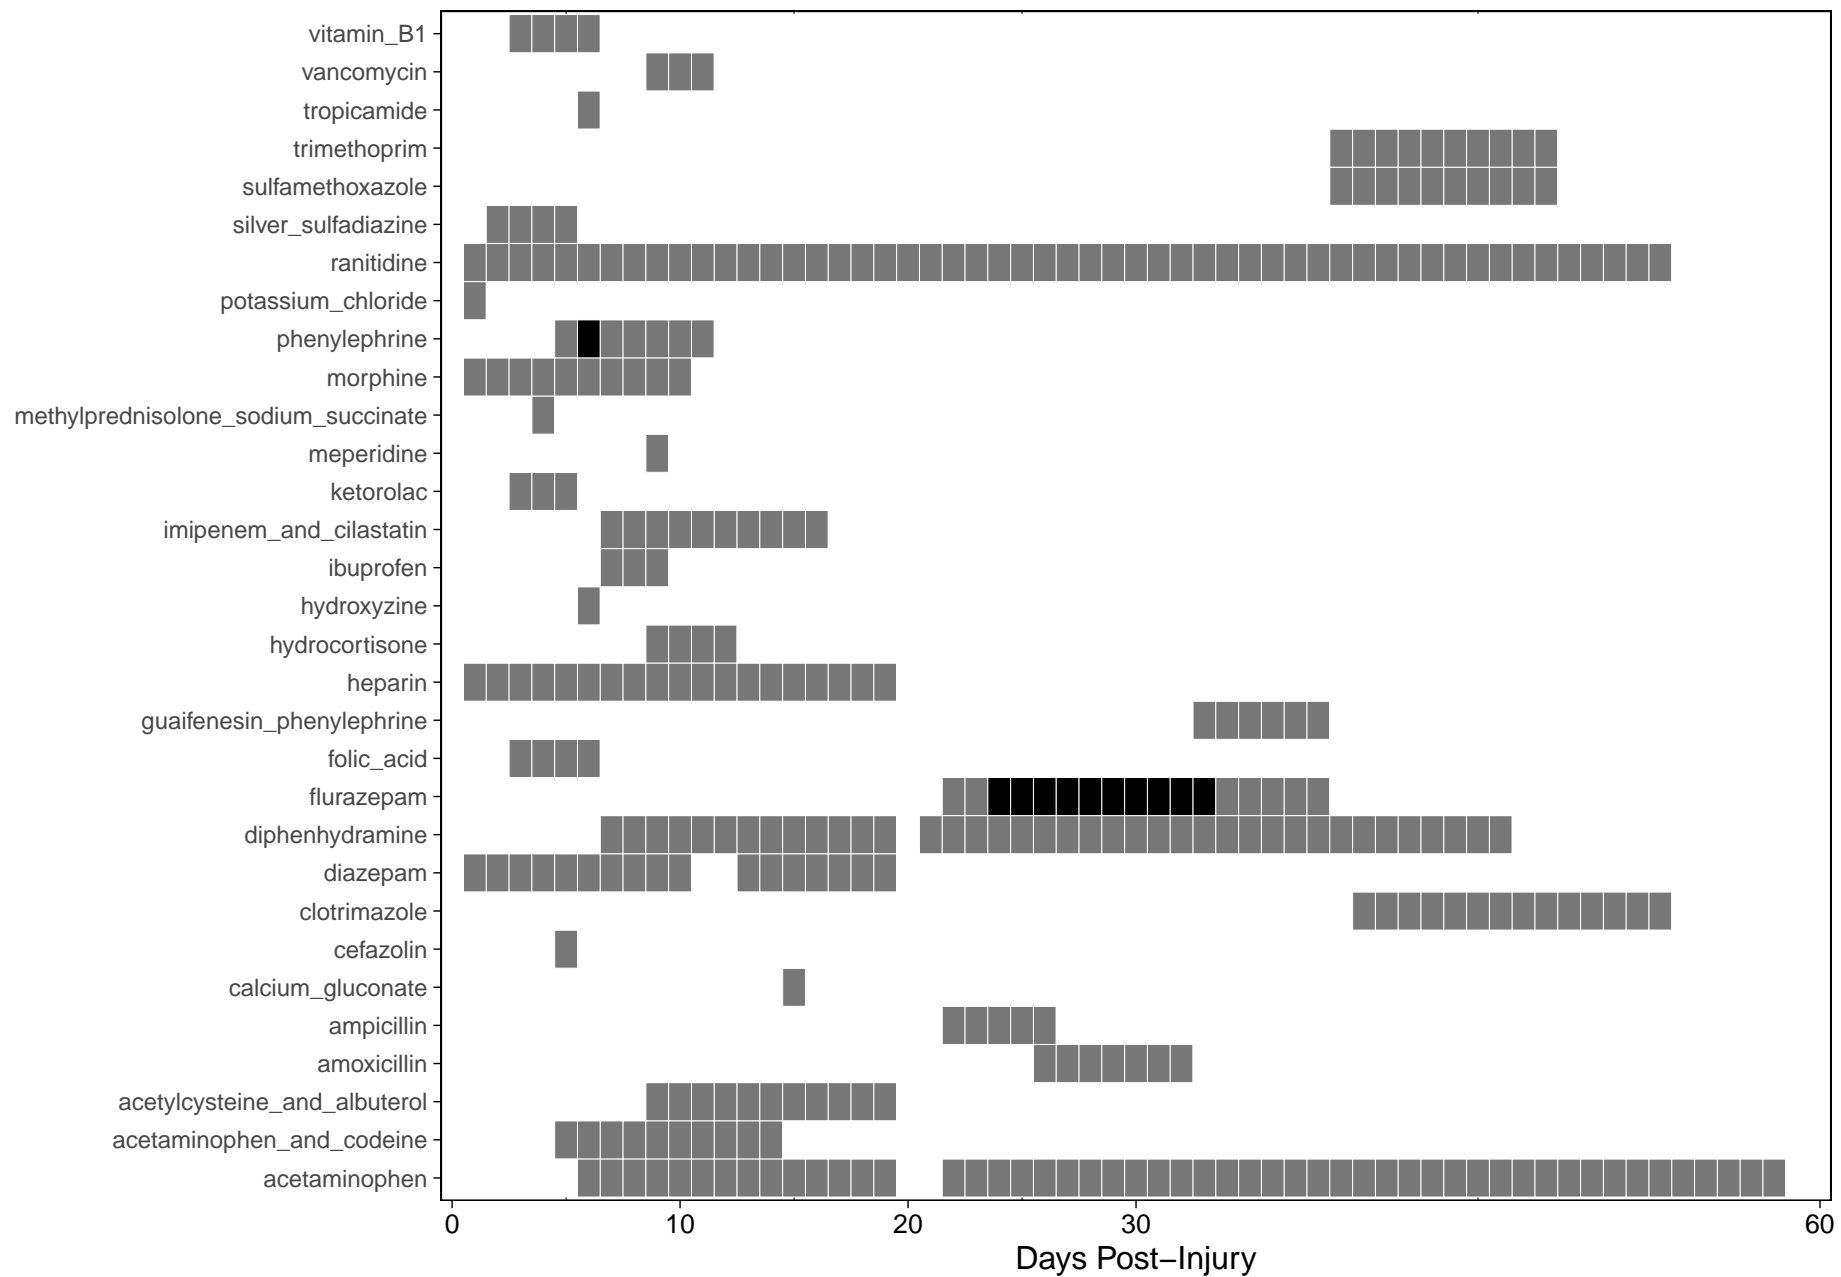 vitamin_B1
vancomycin
tropicamide
trimethoprim
sulfamethoxazole
silver_sulfadiazine
ranitidine
potassium_chloride
phenylephrine
morphine
methylprednisolone_sodium_succinate
meperidine
ketorolac
imipenem_and_cilastatin
ibuprofen
hydroxyzine
hydrocortisone
heparin
guaifenesin_phenylephrine
folic_acid
flurazepam
diphenhydramine
diazepam
clotrimazole
cefazolin
calcium_gluconate
ampicillin
amoxicillin
acetylcysteine_and_albuterol
acetaminophen_and_codeine
acetaminophen
0 10 20 30 60
Days Post−Injury